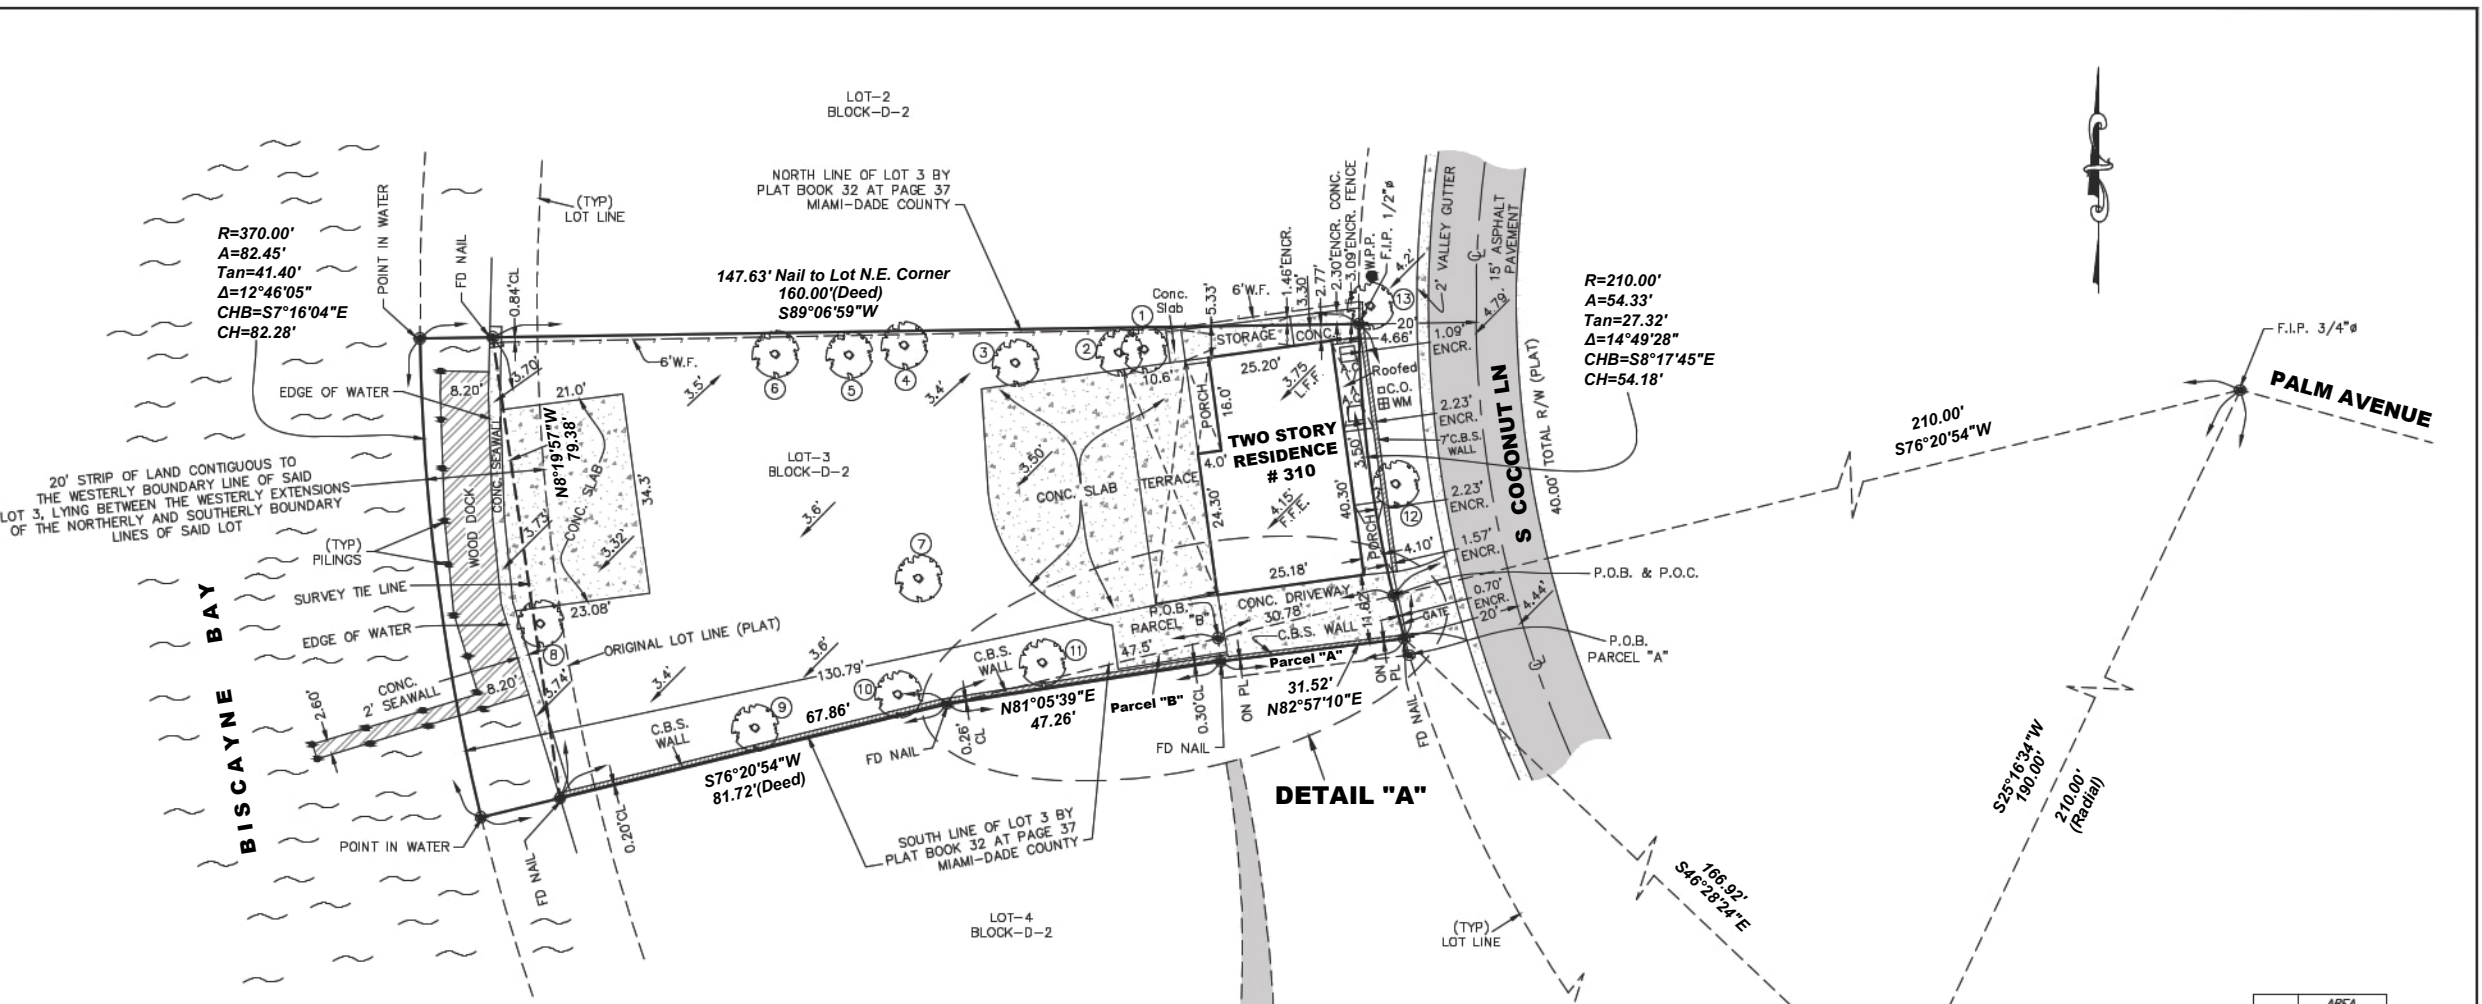 LOT-2
BLOCK-D-2
NORTH LINE OF LOT 3 BY
PLAT BOOK 32 AT PAGE 37
MIAMI-DADE COUNTY
(TYP)
LOT LINE
POINT IN WATER
FD NAIL
0.84'CL
R=370.00'
A=82.45'
Tan=41.40'
Δ=12°46'05"
CHB=S7°16'04"E
CH=82.28'
147.63' Nail to Lot N.E. Corner
160.00'(Deed)
S89°06'59"W
Conc.
Slab
5.33'
6'W.F.
1.46'ENCR.
3.30'
2.77'
2.30'ENCR. CONC.
3.09'ENCR. FENCE
W.P.P.
F.I.P. 1/2"ø
4.2'
2' VALLEY GUTTER
℄
15' ASPHALT
PAVEMENT
4.79'
R=210.00'
A=54.33'
Tan=27.32'
Δ=14°49'28"
CHB=S8°17'45"E
CH=54.18'
F.I.P. 3/4"ø
PALM AVENUE
210.00'
S76°20'54"W
EDGE OF WATER
8.20'
3.70'
21.0'
6'W.F.
3.5'
6
5
4
3.4'
3
2
1
10.6'
STORAGE
CONC.
25.20'
3.75
L.F.F.
20'
4.66'
13
1.09'
ENCR.
Roofed
A.C.
C.O.
WM
2.23'
ENCR.
7'C.B.S.
WALL
3.50'
2.23'
ENCR.
12
1.57'
ENCR.
4.10'
S COCONUT LN
40.00' TOTAL R/W (PLAT)
PORCH
16.0'
4.0'
TWO STORY
RESIDENCE
# 310
4.15'
F.F.E.
40.30'
24.30'
PORCH
25.18'
TERRACE
CONC. SLAB
3.50'
LOT-3
BLOCK-D-2
3.6'
7
N8°19'57"W
79.38'
CONC. SLAB
34.3'
3.32'
3.73'
23.08'
CONC. SEAWALL
WOOD DOCK
20' STRIP OF LAND CONTIGUOUS TO
THE WESTERLY BOUNDARY LINE OF SAID
LOT 3, LYING BETWEEN THE WESTERLY EXTENSIONS
OF THE NORTHERLY AND SOUTHERLY BOUNDARY
LINES OF SAID LOT
(TYP)
PILINGS
SURVEY TIE LINE
EDGE OF WATER
BISCAYNE BAY
CONC.
2' SEAWALL
2.60'
8.20'
3.74'
8
ORIGINAL LOT LINE (PLAT)
3.4'
3.6'
130.79'
10
9
C.B.S.
WALL
67.86'
S76°20'54"W
81.72'(Deed)
C.B.S.
WALL
11
47.5'
P.O.B.
PARCEL "B"
CONC. DRIVEWAY
30.78'
C.B.S. WALL
14.62'
GATE
0.70'
ENCR.
20'
4.44'
℄
P.O.B. & P.O.C.
P.O.B.
PARCEL "A"
Parcel "A"
31.52'
N82°57'10"E
N81°05'39"E
47.26'
Parcel "B"
FD NAIL
0.26'
CL
0.30'CL
FD NAIL
ON PL
ON
PL
FD NAIL
DETAIL "A"
POINT IN WATER
FD NAIL
0.20'CL
SOUTH LINE OF LOT 3 BY
PLAT BOOK 32 AT PAGE 37
MIAMI-DADE COUNTY
LOT-4
BLOCK-D-2
(TYP)
LOT LINE
166.92'
S46°28'24"E
S25°16'34"W
190.00'
210.00'
(Radial)
AREA